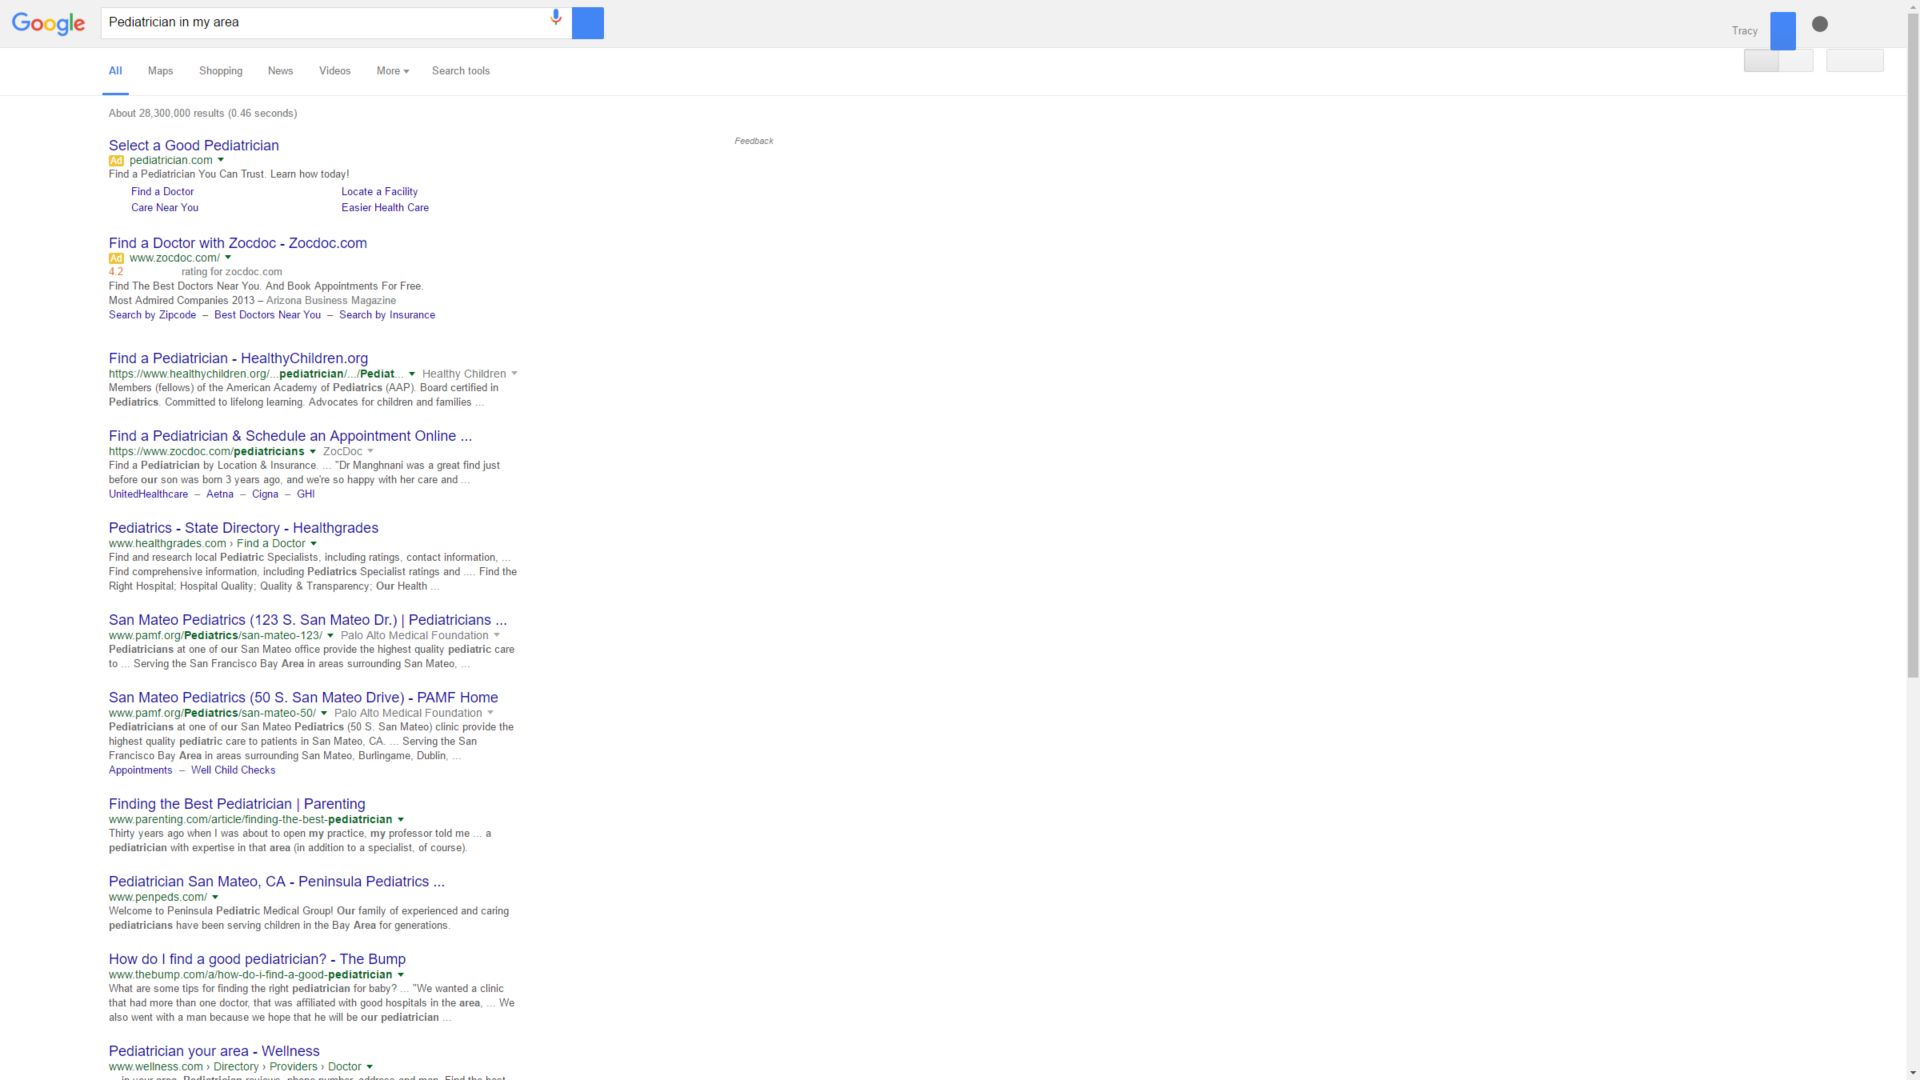 Google
Pediatrician in my area
Tracy
All Maps Shopping News Videos More Search tools
About 28,300,000 results (0.46 seconds)
Feedback
Select a Good Pediatrician
Ad pediatrician.com
Find a Pediatrician You Can Trust. Learn how today!
Find a Doctor Locate a Facility
Care Near You Easier Health Care
Find a Doctor with Zocdoc - Zocdoc.com
Ad www.zocdoc.com/
4.2 rating for zocdoc.com
Find The Best Doctors Near You. And Book Appointments For Free.
Most Admired Companies 2013 – Arizona Business Magazine
Search by Zipcode – Best Doctors Near You – Search by Insurance
Find a Pediatrician - HealthyChildren.org
https://www.healthychildren.org/...pediatrician/.../Pediat... Healthy Children
Members (fellows) of the American Academy of Pediatrics (AAP). Board certified in
Pediatrics. Committed to lifelong learning. Advocates for children and families ...
Find a Pediatrician & Schedule an Appointment Online ...
https://www.zocdoc.com/pediatricians ZocDoc
Find a Pediatrician by Location & Insurance. ... "Dr Manghnani was a great find just
before our son was born 3 years ago, and we're so happy with her care and ...
UnitedHealthcare – Aetna – Cigna – GHI
Pediatrics - State Directory - Healthgrades
www.healthgrades.com › Find a Doctor
Find and research local Pediatric Specialists, including ratings, contact information, ...
Find comprehensive information, including Pediatrics Specialist ratings and .... Find the
Right Hospital; Hospital Quality; Quality & Transparency; Our Health ...
San Mateo Pediatrics (123 S. San Mateo Dr.) | Pediatricians ...
www.pamf.org/Pediatrics/san-mateo-123/ Palo Alto Medical Foundation
Pediatricians at one of our San Mateo office provide the highest quality pediatric care
to ... Serving the San Francisco Bay Area in areas surrounding San Mateo, ...
San Mateo Pediatrics (50 S. San Mateo Drive) - PAMF Home
www.pamf.org/Pediatrics/san-mateo-50/ Palo Alto Medical Foundation
Pediatricians at one of our San Mateo Pediatrics (50 S. San Mateo) clinic provide the
highest quality pediatric care to patients in San Mateo, CA. ... Serving the San
Francisco Bay Area in areas surrounding San Mateo, Burlingame, Dublin, ...
Appointments – Well Child Checks
Finding the Best Pediatrician | Parenting
www.parenting.com/article/finding-the-best-pediatrician
Thirty years ago when I was about to open my practice, my professor told me ... a
pediatrician with expertise in that area (in addition to a specialist, of course).
Pediatrician San Mateo, CA - Peninsula Pediatrics ...
www.penpeds.com/
Welcome to Peninsula Pediatric Medical Group! Our family of experienced and caring
pediatricians have been serving children in the Bay Area for generations.
How do I find a good pediatrician? - The Bump
www.thebump.com/a/how-do-i-find-a-good-pediatrician
What are some tips for finding the right pediatrician for baby? ... "We wanted a clinic
that had more than one doctor, that was affiliated with good hospitals in the area, ... We
also went with a man because we hope that he will be our pediatrician ...
Pediatrician your area - Wellness
www.wellness.com › Directory › Providers › Doctor
... in your area. Pediatrician reviews, phone number, address and map. Find the best